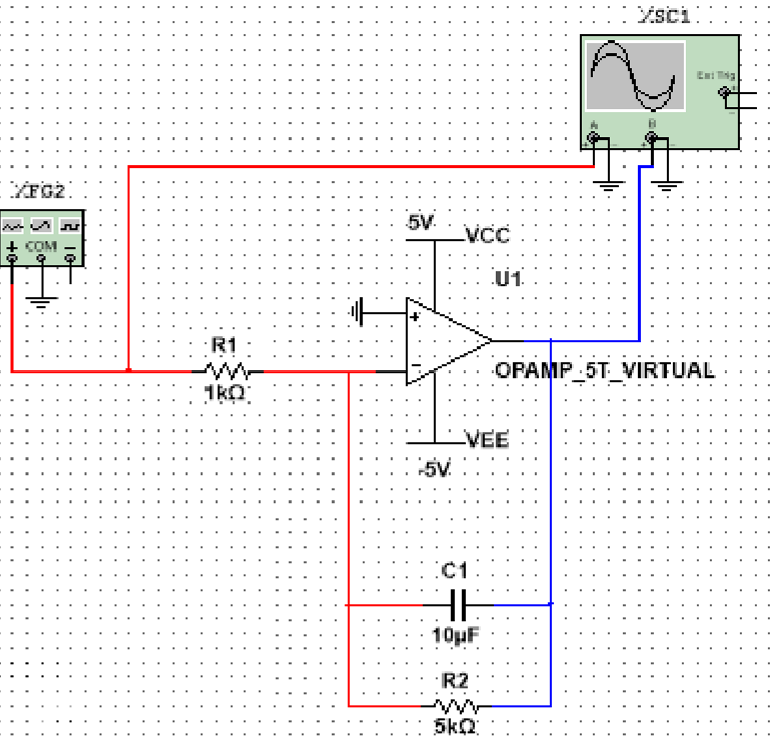 XSC1
Ext Trig
+
-
A
B
+ - + -
XFG2
+ COM -
5V
VCC
U1
+
R1
1kΩ
-
OPAMP_5T_VIRTUAL
VEE
-5V
C1
10µF
R2
5kΩ